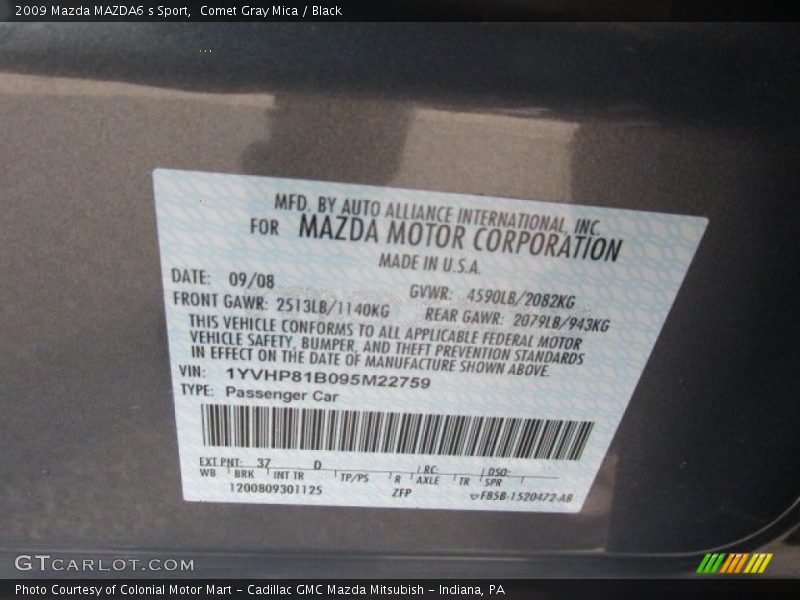 2009 Mazda MAZDA6 s Sport,  Comet Gray Mica / Black
MFD. BY AUTO ALLIANCE INTERNATIONAL, INC.
FOR MAZDA MOTOR CORPORATION
MADE IN U.S.A.
DATE: 09/08 GVWR: 4590LB/2082KG
FRONT GAWR: 2513LB/1140KG REAR GAWR: 2079LB/943KG
THIS VEHICLE CONFORMS TO ALL APPLICABLE FEDERAL MOTOR
VEHICLE SAFETY, BUMPER, AND THEFT PREVENTION STANDARDS
IN EFFECT ON THE DATE OF MANUFACTURE SHOWN ABOVE.
VIN: 1YVHP81B095M22759
TYPE: Passenger Car
EXT PNT: 37 D RC: DSO:
WB BRK INT TR TP/PS R AXLE TR SPR
1200809301125 ZFP F85B-1520472-AB
GTCARLOT.COM
Photo Courtesy of Colonial Motor Mart - Cadillac GMC Mazda Mitsubish - Indiana, PA